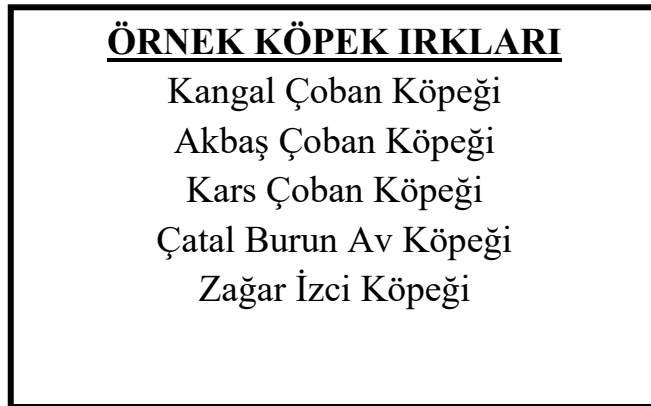 ÖRNEK KÖPEK IRKLARI
Kangal Çoban Köpeği
Akbaş Çoban Köpeği
Kars Çoban Köpeği
Çatal Burun Av Köpeği
Zağar İzci Köpeği